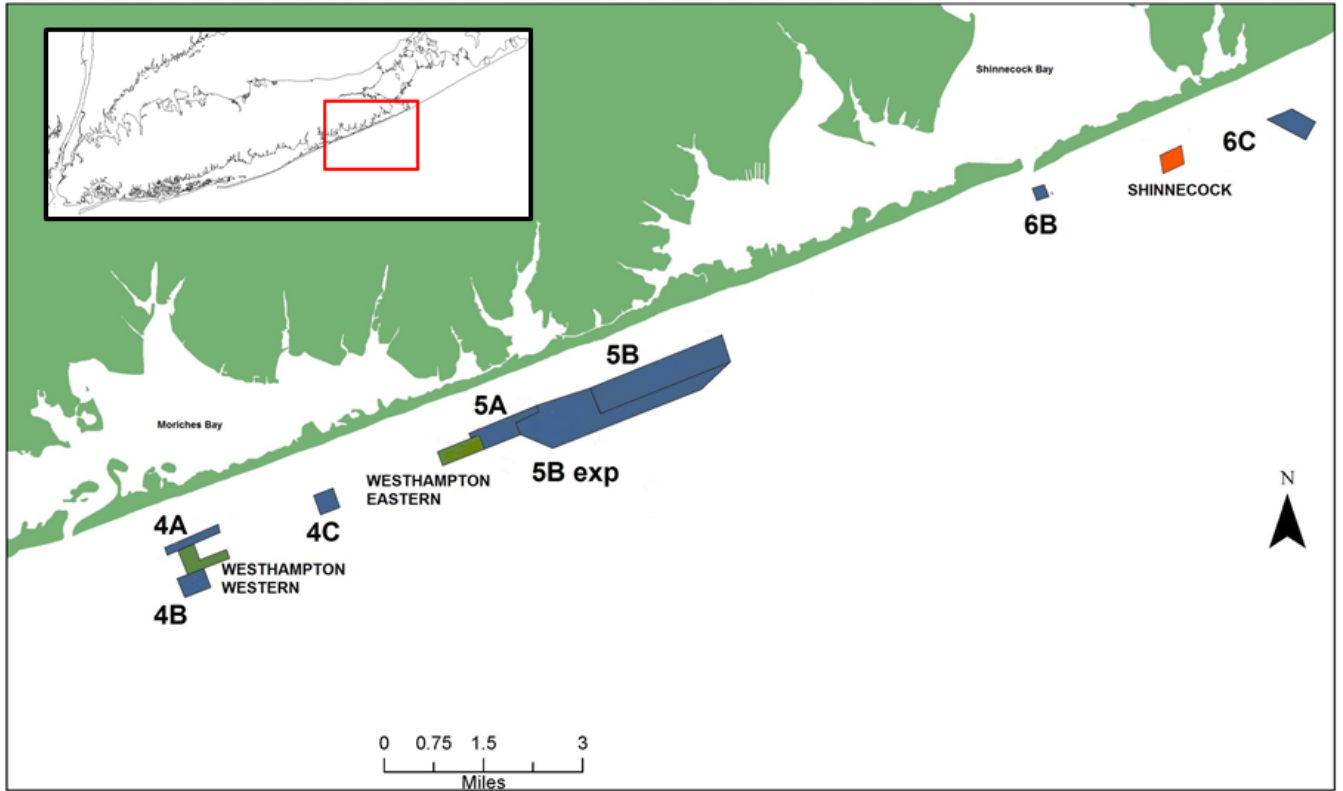 Shinnecock Bay
6C
SHINNECOCK
6B
5B
5A
Moriches Bay
5B exp
WESTHAMPTON
EASTERN
N
4C
4A
WESTHAMPTON
WESTERN
4B
0 0.75 1.5 3
Miles